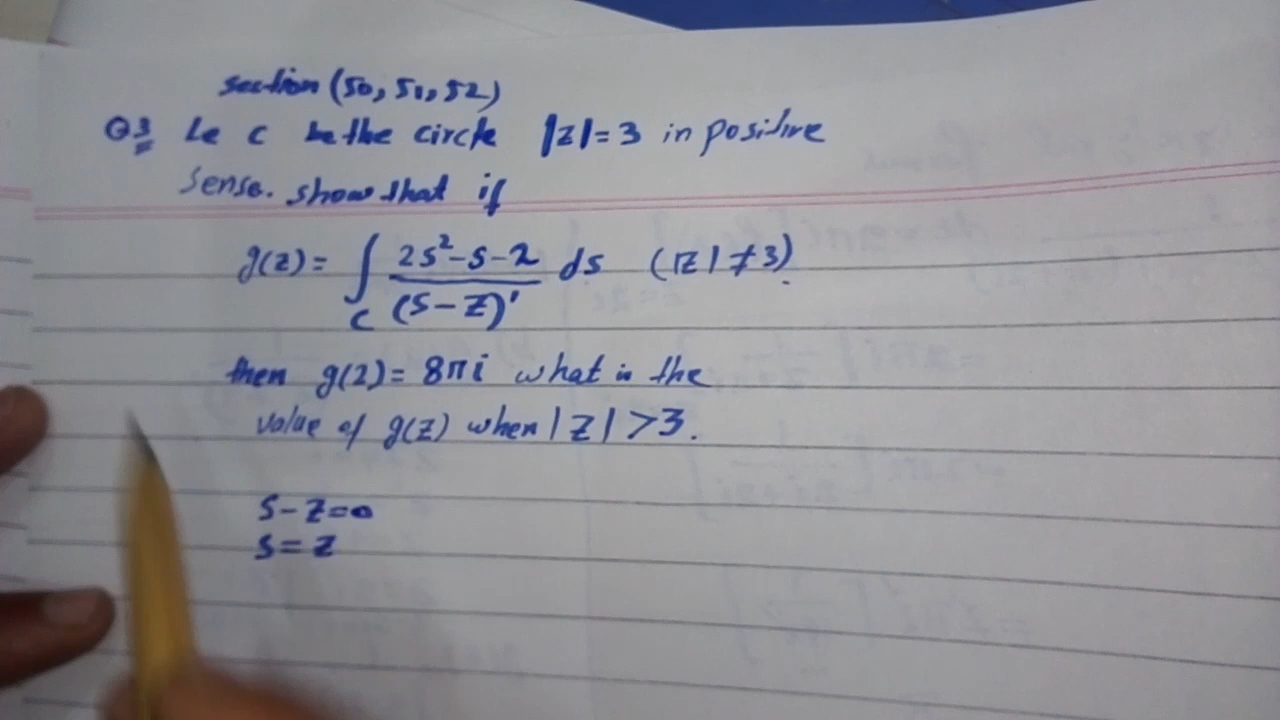 section (50, 51, 52)
Q3 Le C be the circle |z|=3 in positive
Sense. show that if
g(z) = ∫ 2s²-s-2 ds (|z| ≠ 3).
C (s-z)'
then g(2) = 8πi what is the
value of g(z) when |z| > 3.
s-z=0
s=z